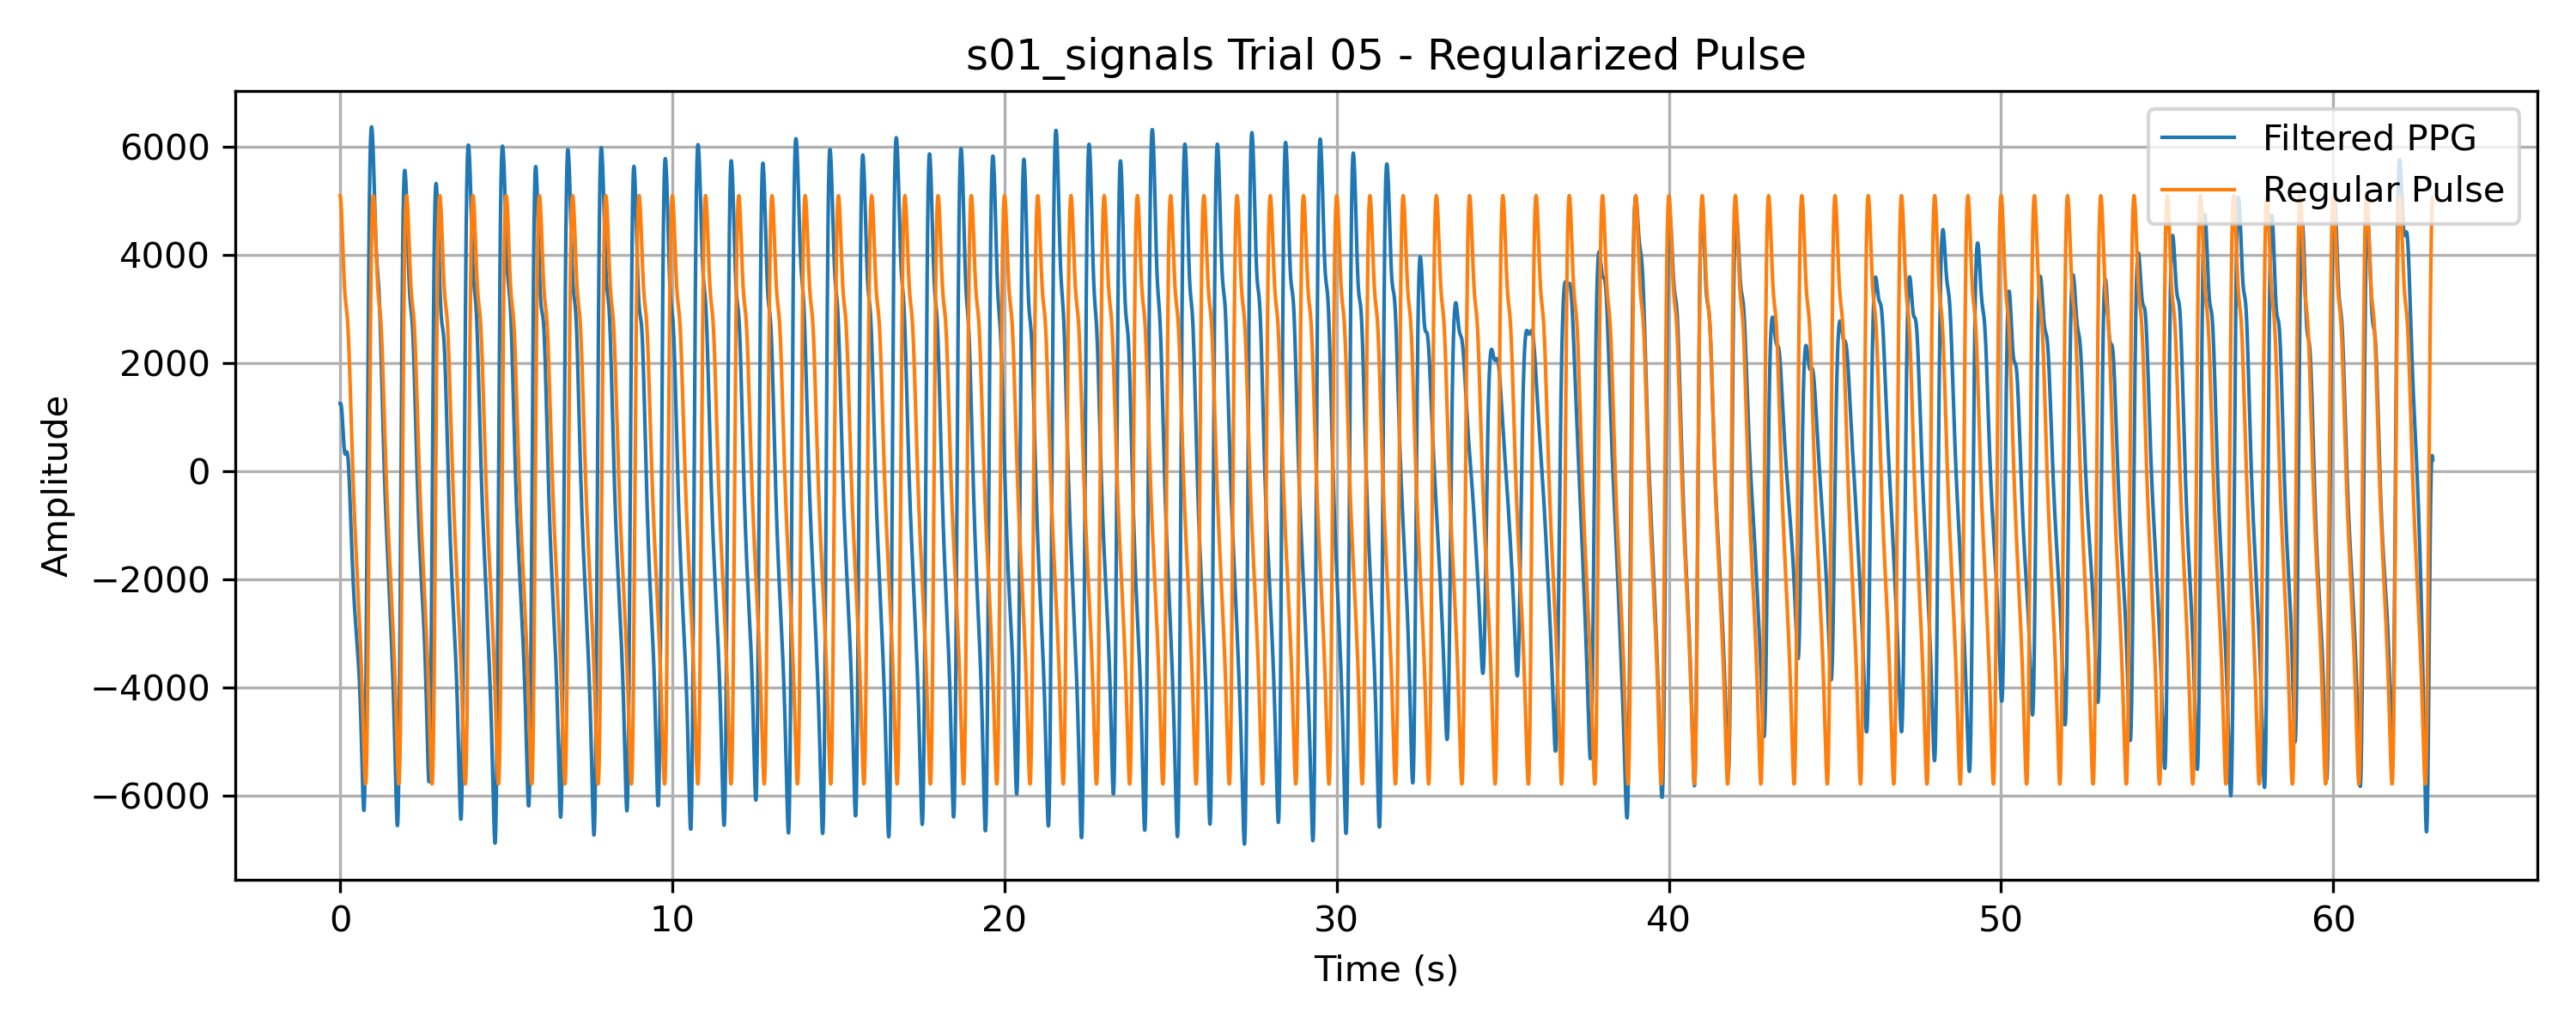 s01_signals Trial 05 - Regularized Pulse
Filtered PPG
Regular Pulse
Amplitude
6000
4000
2000
0
−2000
−4000
−6000
0 10 20 30 40 50 60
Time (s)